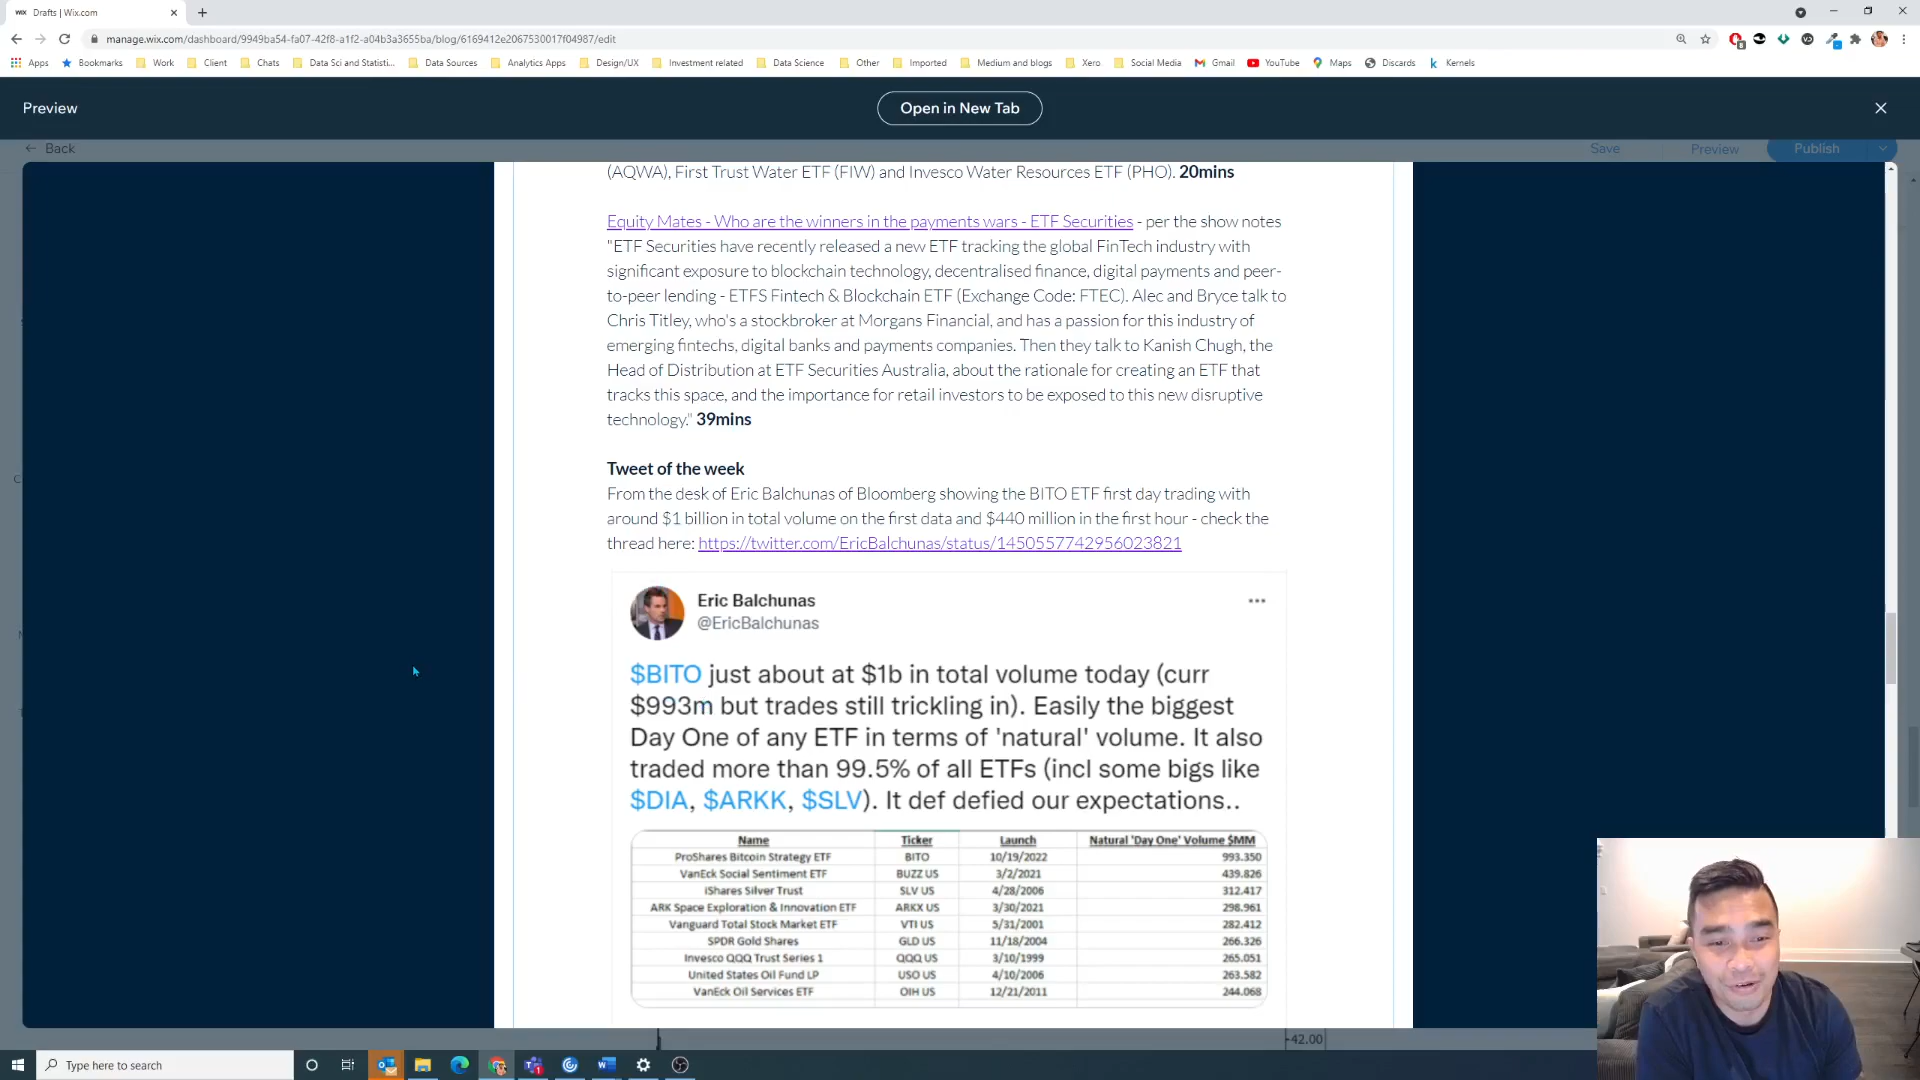 WiX Drafts | Wix.com
manage.wix.com/dashboard/9949ba54-fa07-42f8-a1f2-a04b3a3655ba/blog/6169412e2067530017f04987/edit
Apps Bookmarks Work Client Chats Data Sci and Statisti... Data Sources Analytics Apps Design/UX Investment related Data Science Other Imported Medium and blogs Xero Social Media Gmail YouTube Maps Discards Kernels
Preview Open in New Tab
Back Save Preview Publish
(AQWA), First Trust Water ETF (FIW) and Invesco Water Resources ETF (PHO). 20mins
Equity Mates - Who are the winners in the payments wars - ETF Securities - per the show notes
"ETF Securities have recently released a new ETF tracking the global FinTech industry with
significant exposure to blockchain technology, decentralised finance, digital payments and peer-
to-peer lending - ETFS Fintech & Blockchain ETF (Exchange Code: FTEC). Alec and Bryce talk to
Chris Titley, who's a stockbroker at Morgans Financial, and has a passion for this industry of
emerging fintechs, digital banks and payments companies. Then they talk to Kanish Chugh, the
Head of Distribution at ETF Securities Australia, about the rationale for creating an ETF that
tracks this space, and the importance for retail investors to be exposed to this new disruptive
technology." 39mins
Tweet of the week
From the desk of Eric Balchunas of Bloomberg showing the BITO ETF first day trading with
around $1 billion in total volume on the first data and $440 million in the first hour - check the
thread here: https://twitter.com/EricBalchunas/status/1450557742956023821
Eric Balchunas
@EricBalchunas
$BITO just about at $1b in total volume today (curr
$993m but trades still trickling in). Easily the biggest
Day One of any ETF in terms of 'natural' volume. It also
traded more than 99.5% of all ETFs (incl some bigs like
$DIA, $ARKK, $SLV). It def defied our expectations..
Name Ticker Launch Natural 'Day One' Volume $MM
ProShares Bitcoin Strategy ETF BITO 10/19/2022 993.350
VanEck Social Sentiment ETF BUZZ US 3/2/2021 439.826
iShares Silver Trust SLV US 4/28/2006 312.417
ARK Space Exploration & Innovation ETF ARKX US 3/30/2021 298.961
Vanguard Total Stock Market ETF VTI US 5/31/2001 282.412
SPDR Gold Shares GLD US 11/18/2004 266.326
Invesco QQQ Trust Series 1 QQQ US 3/10/1999 265.051
United States Oil Fund LP USO US 4/10/2006 263.582
VanEck Oil Services ETF OIH US 12/21/2011 244.068
-42.00
Type here to search